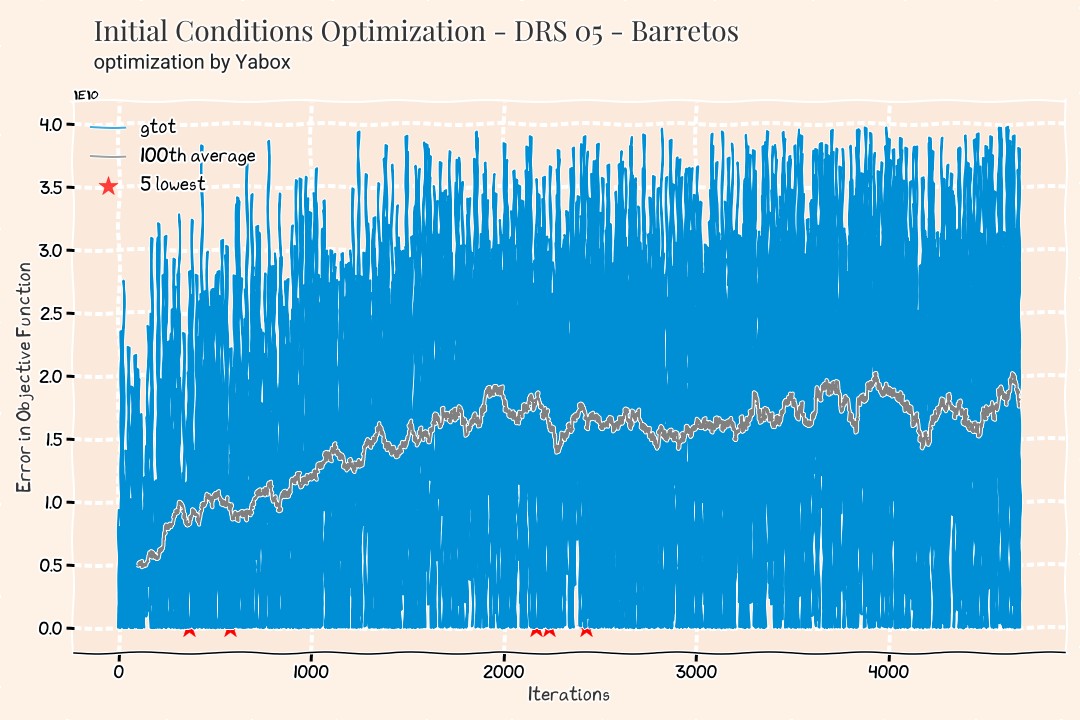 Initial Conditions Optimization - DRS 05 - Barretos
optimization by Yabox
1E10
4.0
3.5
3.0
2.5
2.0
1.5
1.0
0.5
0.0
gtot
100th average
5 lowest
Error in Objective Function
0 1000 2000 3000 4000
Iterations